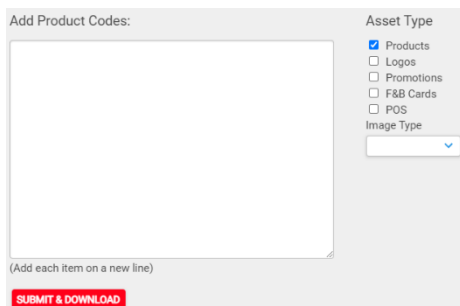 Add Product Codes:
Asset Type
Products
Logos
Promotions
F&B Cards
POS
Image Type
(Add each item on a new line)
SUBMIT & DOWNLOAD